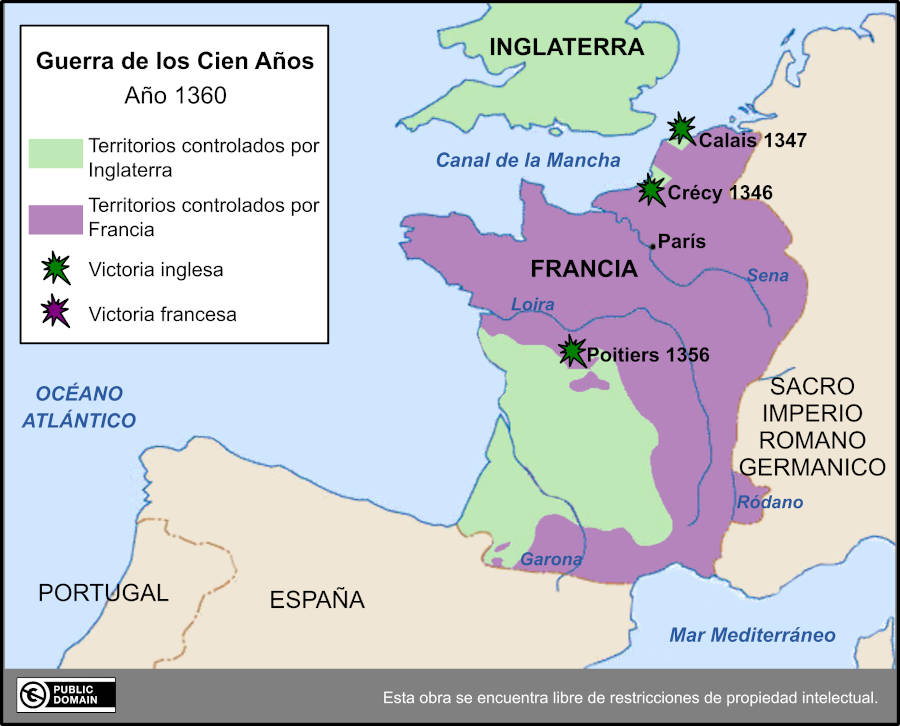 Guerra de los Cien Años
Año 1360
Territorios controlados por
Inglaterra
Territorios controlados por
Francia
Victoria inglesa
Victoria francesa
INGLATERRA
Canal de la Mancha
Calais 1347
Crécy 1346
París
FRANCIA
Sena
Loira
Poitiers 1356
OCÉANO
ATLÁNTICO
SACRO
IMPERIO
ROMANO
GERMANICO
Ródano
Garona
PORTUGAL
ESPAÑA
Mar Mediterráneo
PUBLIC
DOMAIN
Esta obra se encuentra libre de restricciones de propiedad intelectual.